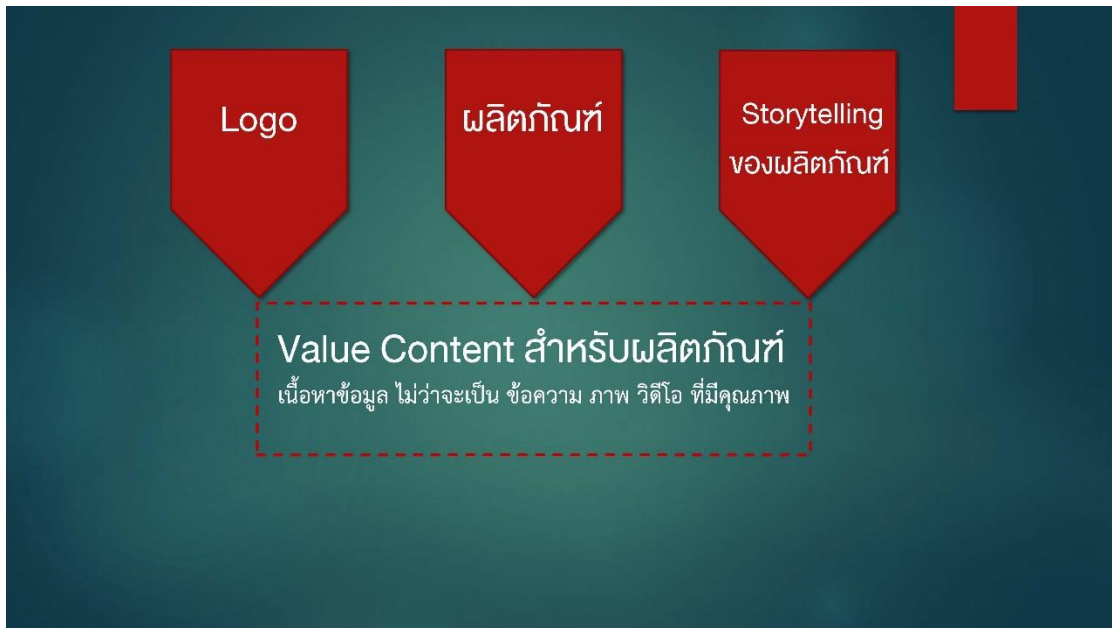 Logo
ผลิตภัณฑ์
Storytelling
ของผลิตภัณฑ์
Value Content สำหรับผลิตภัณฑ์
เนื้อหาข้อมูล ไม่ว่าจะเป็น ข้อความ ภาพ วิดีโอ ที่มีคุณภาพ